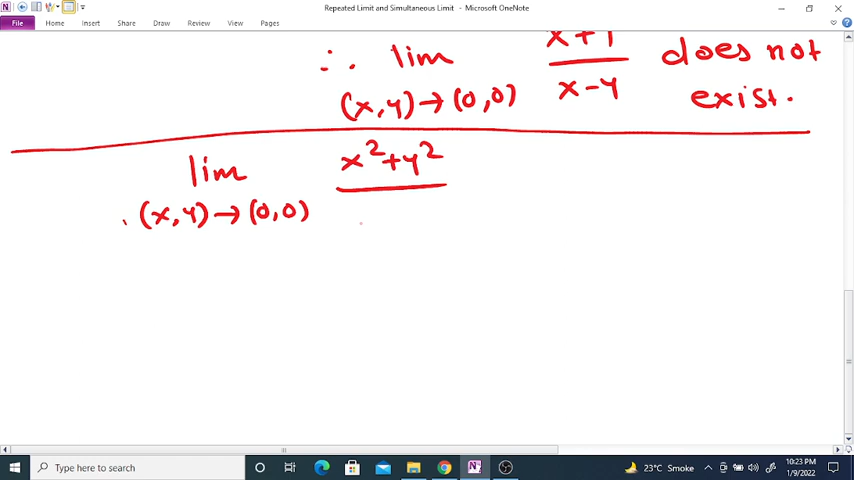 Repeated Limit and Simultaneous Limit - Microsoft OneNote
File Home Insert Share Draw Review View Pages
∴ lim x+y does not
(x,y)→(0,0) x-y exist.
lim x²+y²
(x,y)→(0,0)
Type here to search
23°C Smoke
10:23 PM
1/9/2022